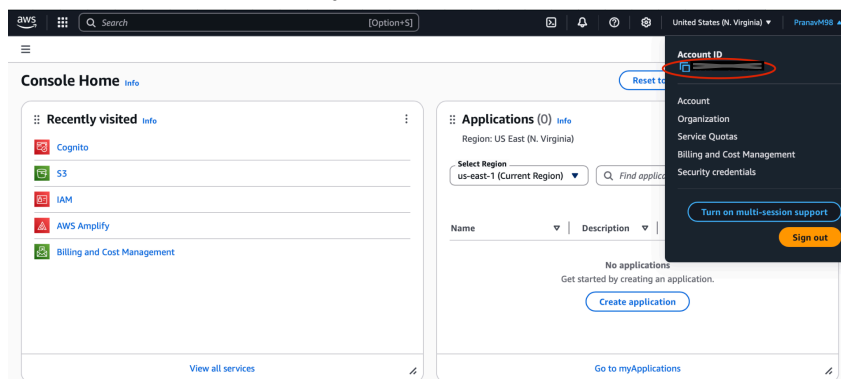 aws
Search
[Option+S]
United States (N. Virginia)
PranavM98
Console Home Info
Reset to
Recently visited Info
Cognito
S3
IAM
AWS Amplify
Billing and Cost Management
View all services
Applications (0) Info
Region: US East (N. Virginia)
Select Region
us-east-1 (Current Region)
Find applica
Name
Description
No applications
Get started by creating an application.
Create application
Go to myApplications
Account ID
Account
Organization
Service Quotas
Billing and Cost Management
Security credentials
Turn on multi-session support
Sign out